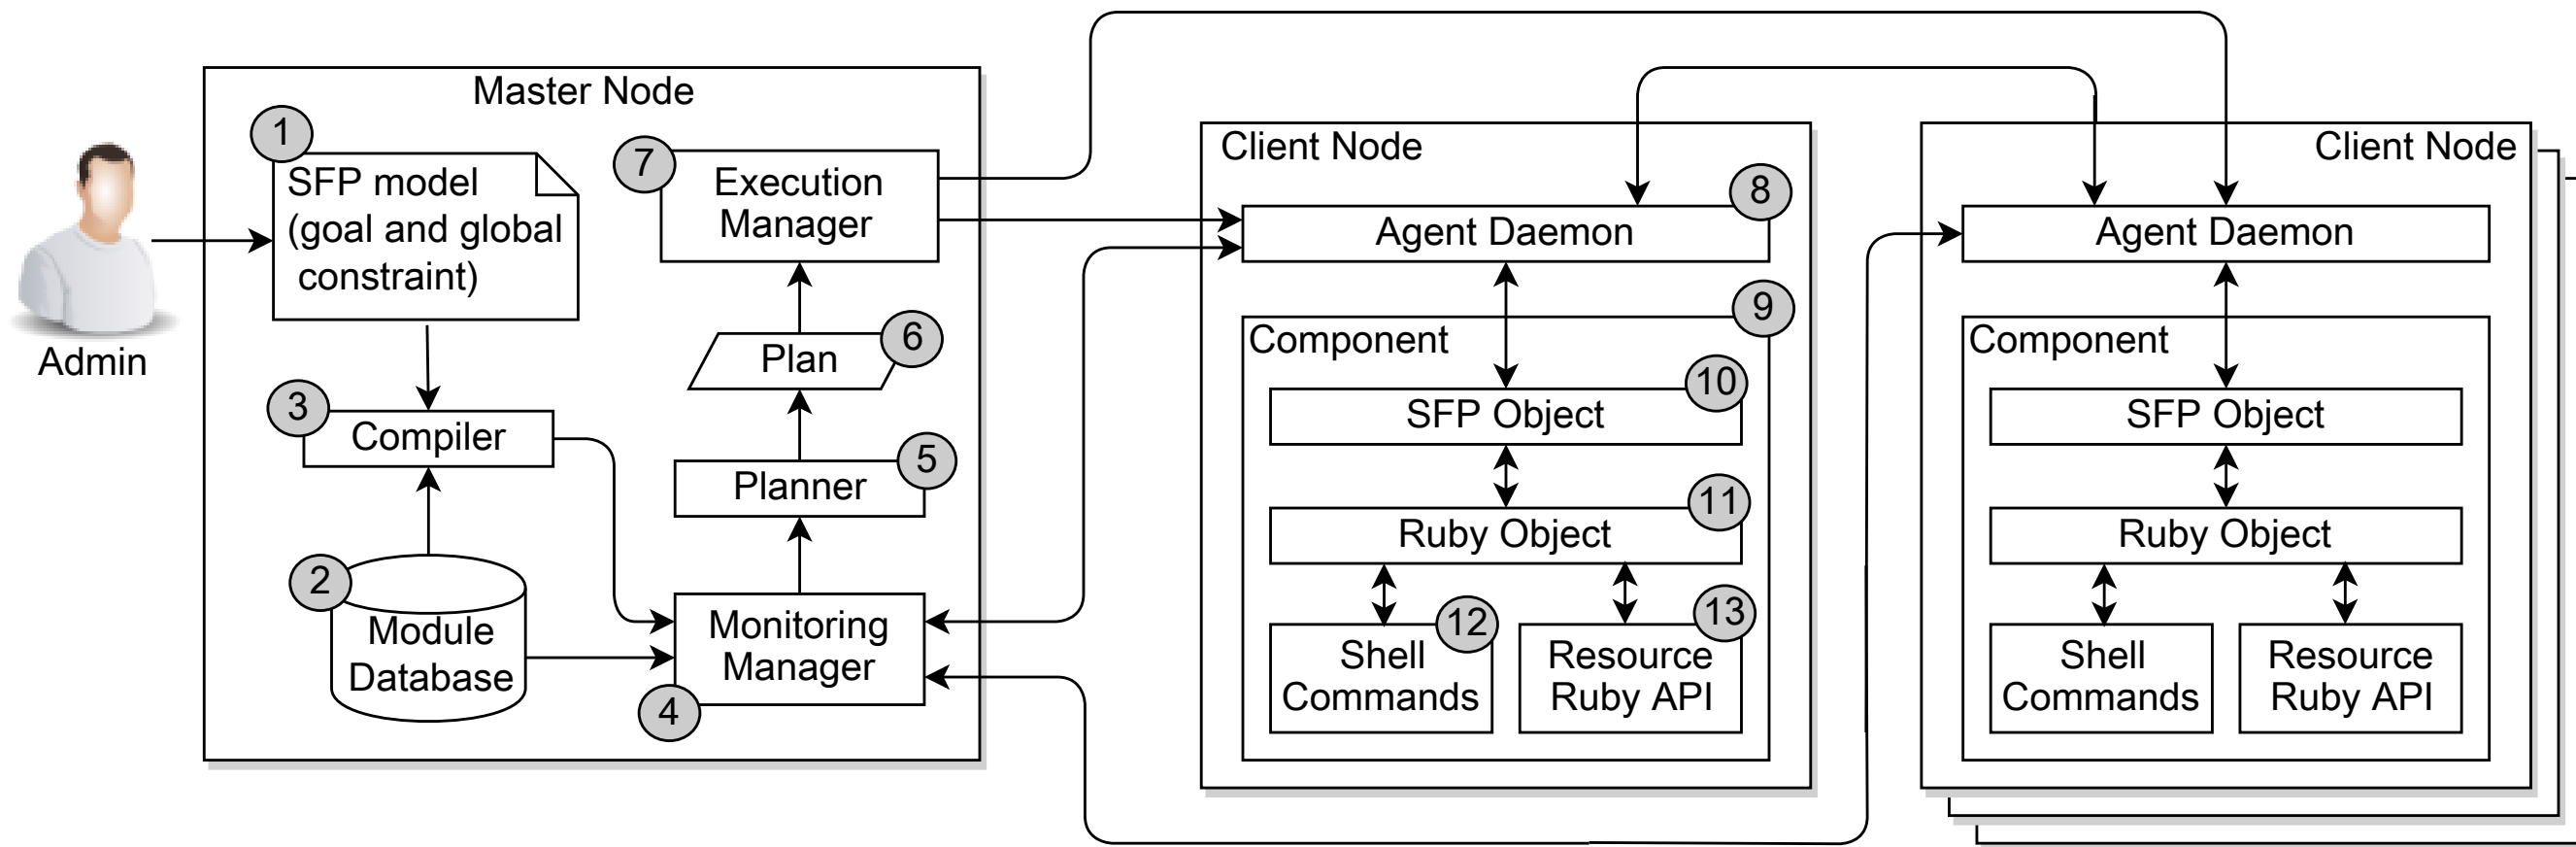 Master Node
1
SFP model
(goal and global
constraint)
7
Execution
Manager
6
Plan
Admin
3
Compiler
5
Planner
2
Module
Database
Monitoring
Manager
4
Client Node
8
Agent Daemon
9
Component
10
SFP Object
11
Ruby Object
12
Shell
Commands
13
Resource
Ruby API
Client Node
Agent Daemon
Component
SFP Object
Ruby Object
Shell
Commands
Resource
Ruby API